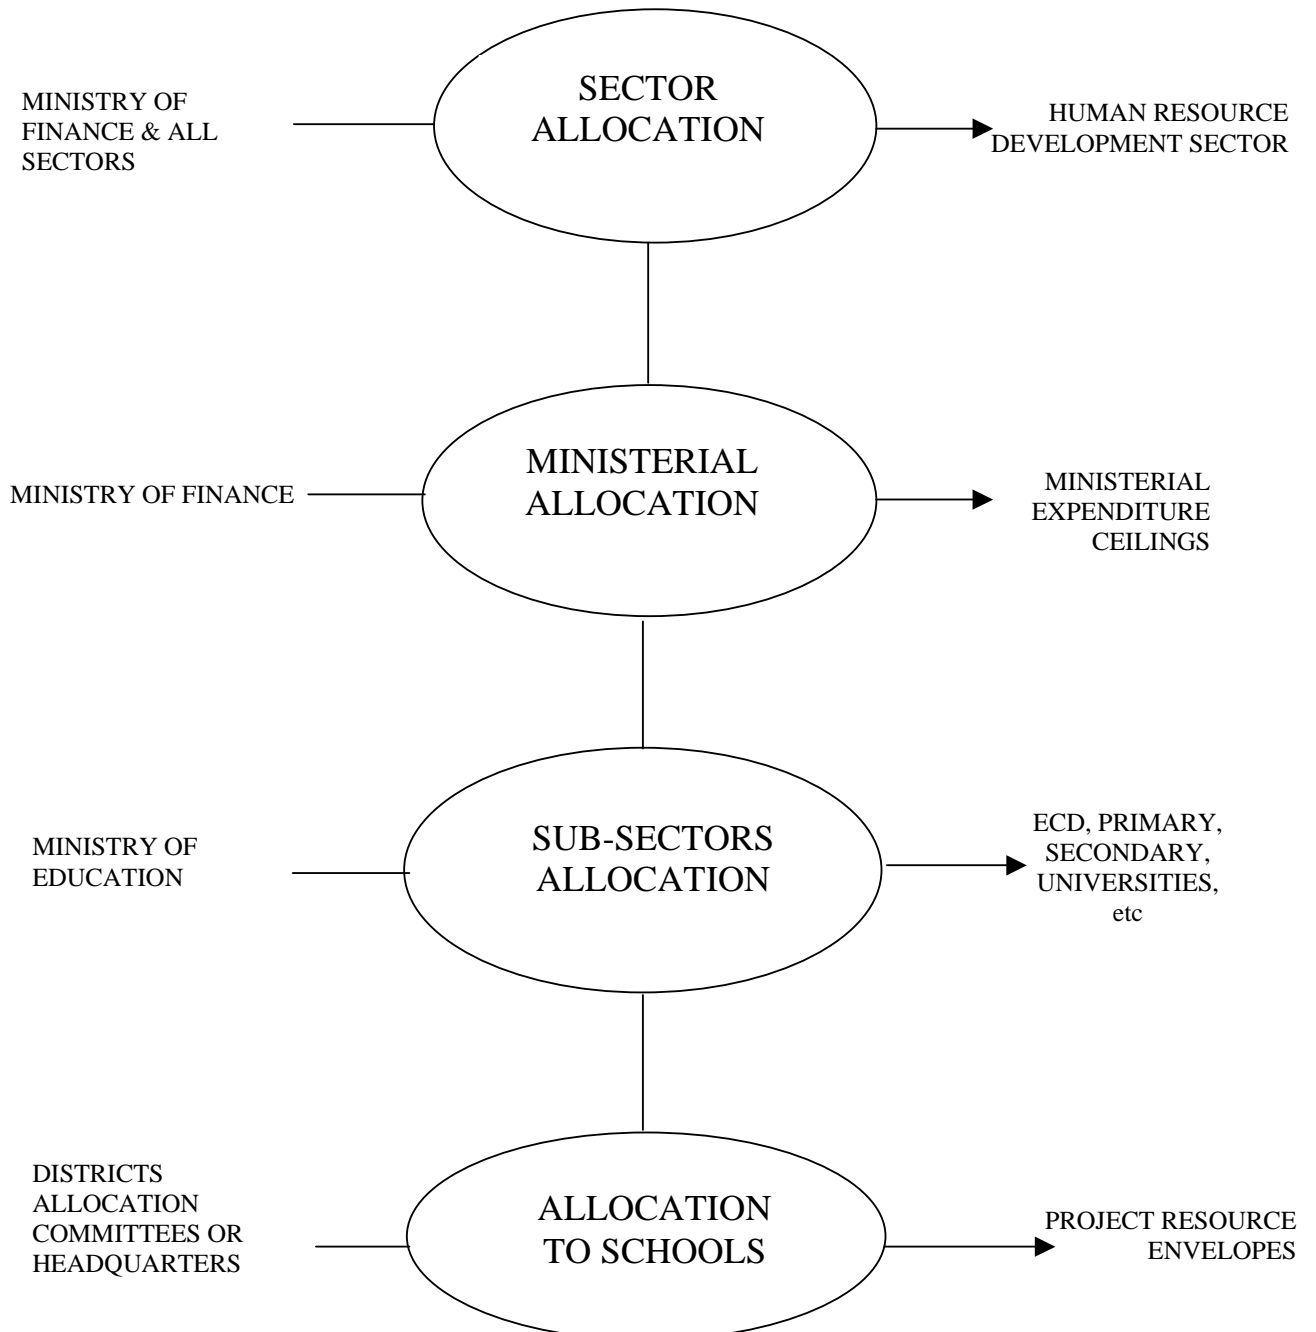 MINISTRY OF
FINANCE & ALL
SECTORS
SECTOR
ALLOCATION
HUMAN RESOURCE
DEVELOPMENT SECTOR
MINISTRY OF FINANCE
MINISTERIAL
ALLOCATION
MINISTERIAL
EXPENDITURE
CEILINGS
MINISTRY OF
EDUCATION
SUB-SECTORS
ALLOCATION
ECD, PRIMARY,
SECONDARY,
UNIVERSITIES,
etc
DISTRICTS
ALLOCATION
COMMITTEES OR
HEADQUARTERS
ALLOCATION
TO SCHOOLS
PROJECT RESOURCE
ENVELOPES